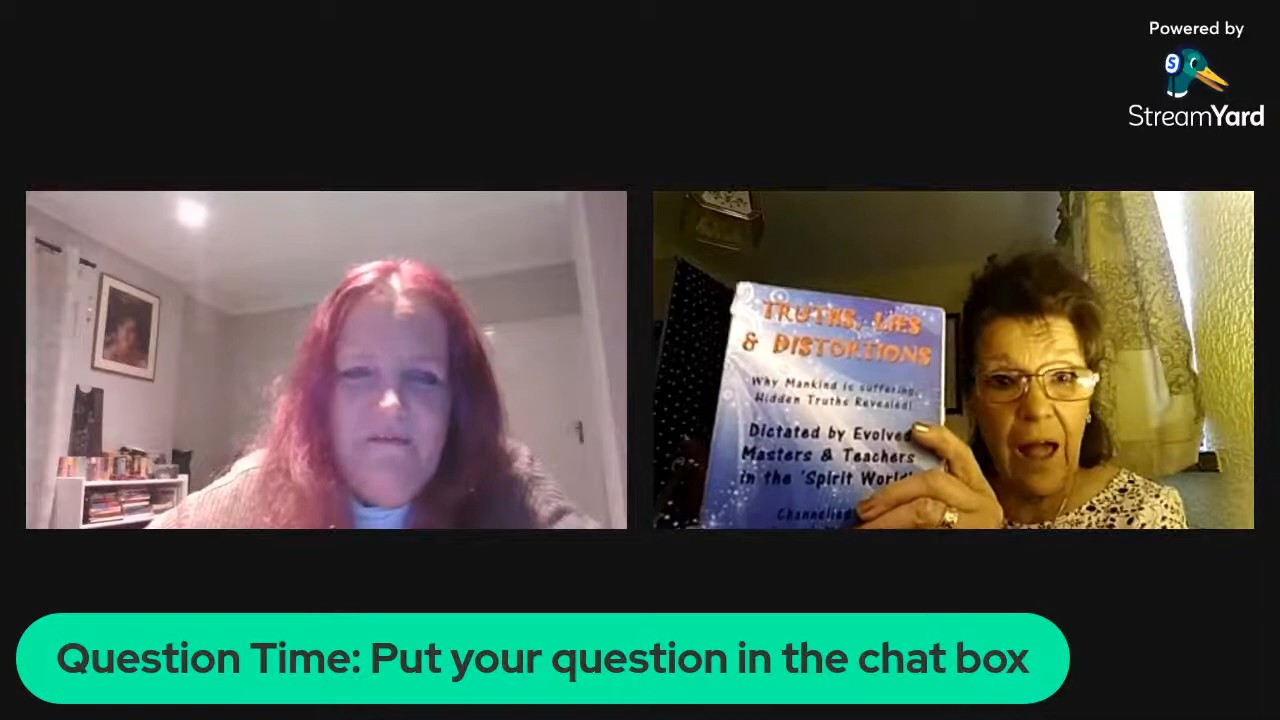 Powered by
StreamYard
TRUTHS, LIES
& DISTORTIONS
Why Mankind is suffering.
Hidden Truths Revealed!
Dictated by Evolved
Masters & Teachers
in the 'Spirit World'
Channelled
Question Time: Put your question in the chat box